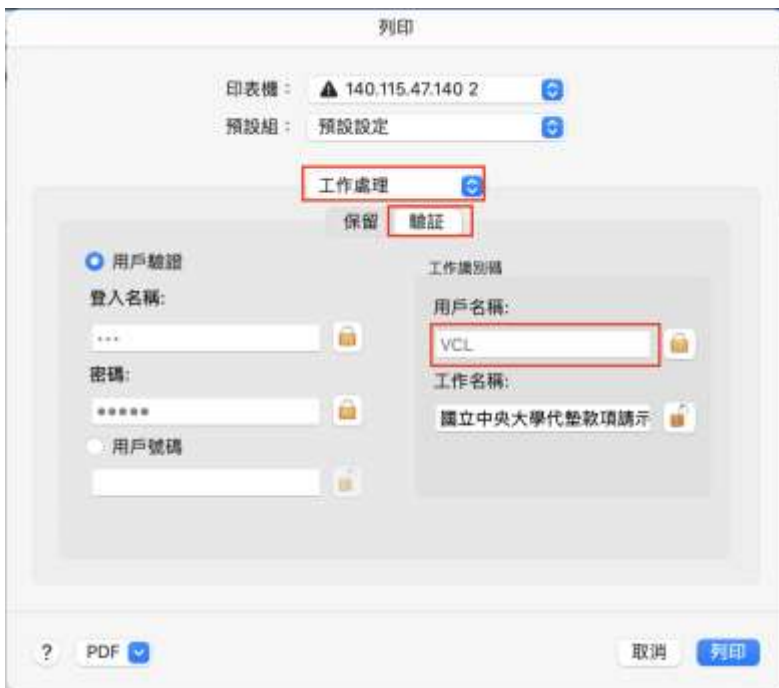 列印
印表機： 140.115.47.140 2
預設組： 預設設定
工作處理
保留 驗証
用戶驗證
登入名稱:
•••
密碼:
•••••
用戶號碼
工作識別碼
用戶名稱:
VCL
工作名稱:
國立中央大學代墊款項請示
? PDF
取消 列印